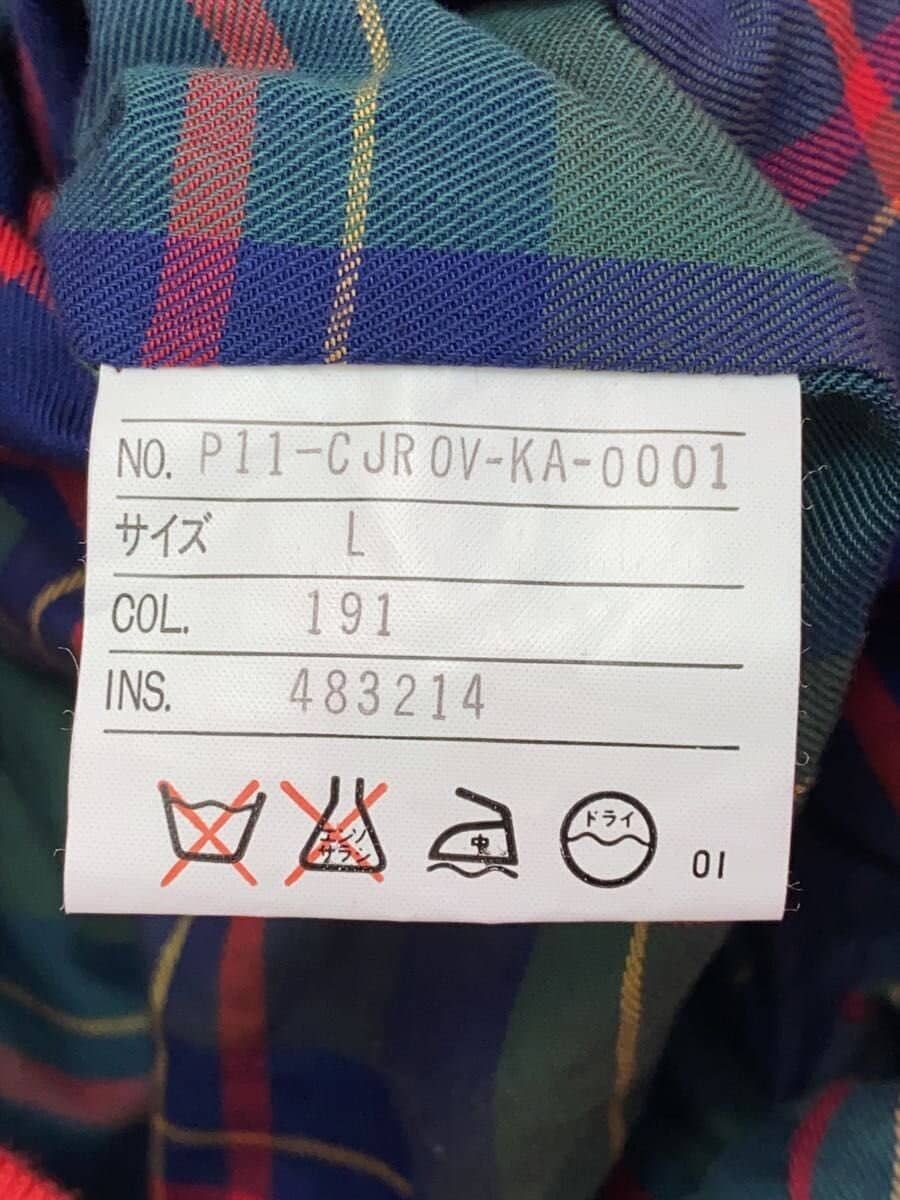 NO. P11-CJROV-KA-0001
サイズ L
COL. 191
INS. 483214
エンソ
サラシ
中
ドライ
01